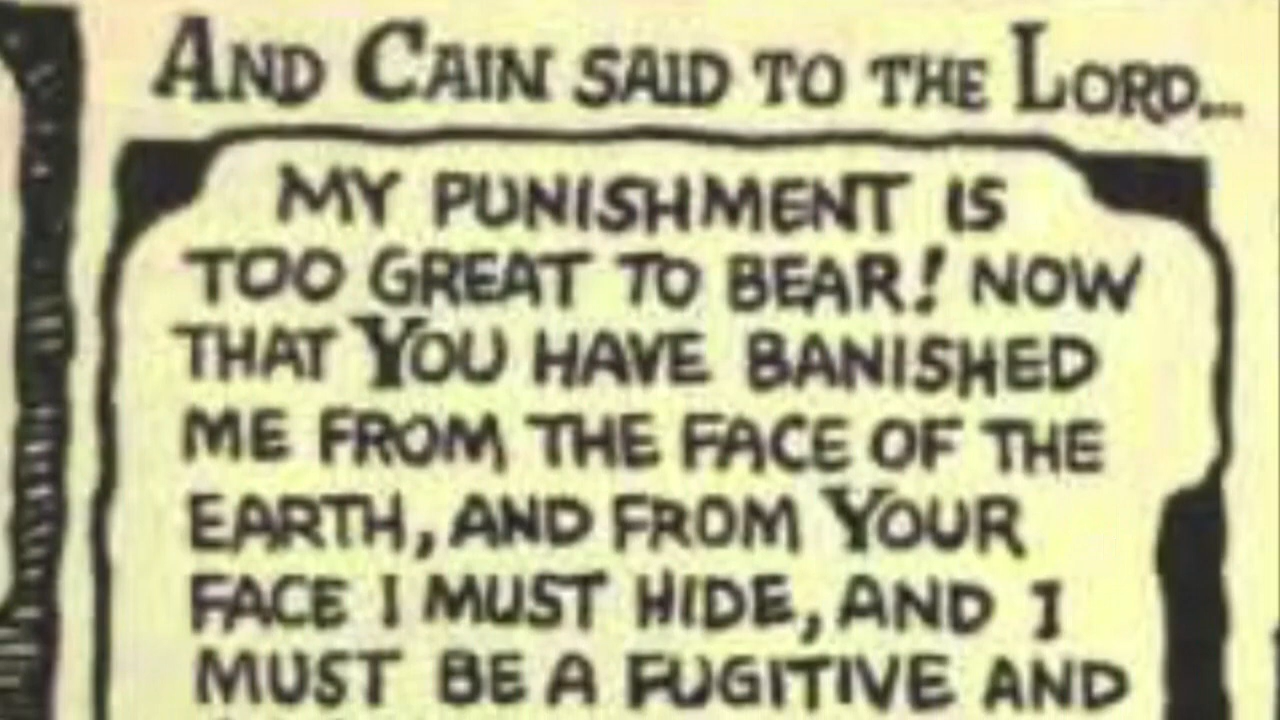 AND CAIN SAID TO THE LORD...
MY PUNISHMENT IS
TOO GREAT TO BEAR! NOW
THAT YOU HAVE BANISHED
ME FROM THE FACE OF THE
EARTH, AND FROM YOUR
FACE I MUST HIDE, AND I
MUST BE A FUGITIVE AND